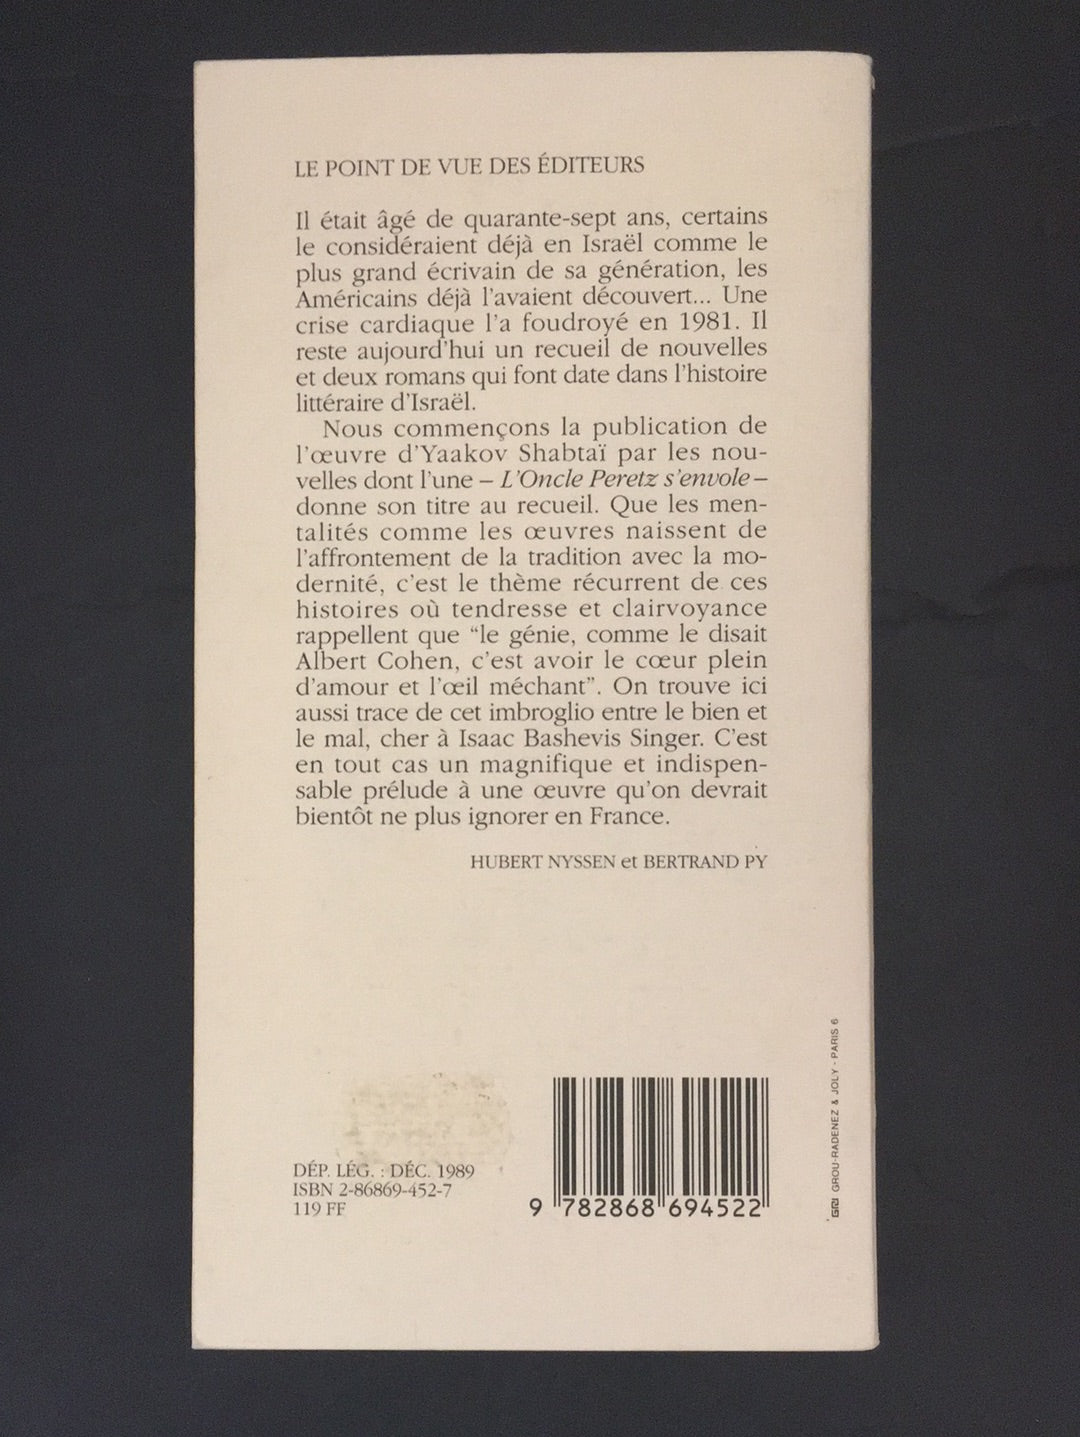 LE POINT DE VUE DES ÉDITEURS
Il était âgé de quarante-sept ans, certains
le considéraient déjà en Israël comme le
plus grand écrivain de sa génération, les
Américains déjà l'avaient découvert... Une
crise cardiaque l'a foudroyé en 1981. Il
reste aujourd'hui un recueil de nouvelles
et deux romans qui font date dans l'histoire
littéraire d'Israël.
Nous commençons la publication de
l'œuvre d'Yaakov Shabtaï par les nou-
velles dont l'une – L'Oncle Peretz s'envole –
donne son titre au recueil. Que les men-
talités comme les œuvres naissent de
l'affrontement de la tradition avec la mo-
dernité, c'est le thème récurrent de ces
histoires où tendresse et clairvoyance
rappellent que “le génie, comme le disait
Albert Cohen, c'est avoir le cœur plein
d'amour et l'œil méchant”. On trouve ici
aussi trace de cet imbroglio entre le bien et
le mal, cher à Isaac Bashevis Singer. C'est
en tout cas un magnifique et indispen-
sable prélude à une œuvre qu'on devrait
bientôt ne plus ignorer en France.
HUBERT NYSSEN et BERTRAND PY
DÉP. LÉG. : DÉC. 1989
ISBN 2-86869-452-7
119 FF
9 782868 694522
GRJ GROU-RADENEZ & JOLY - PARIS 6